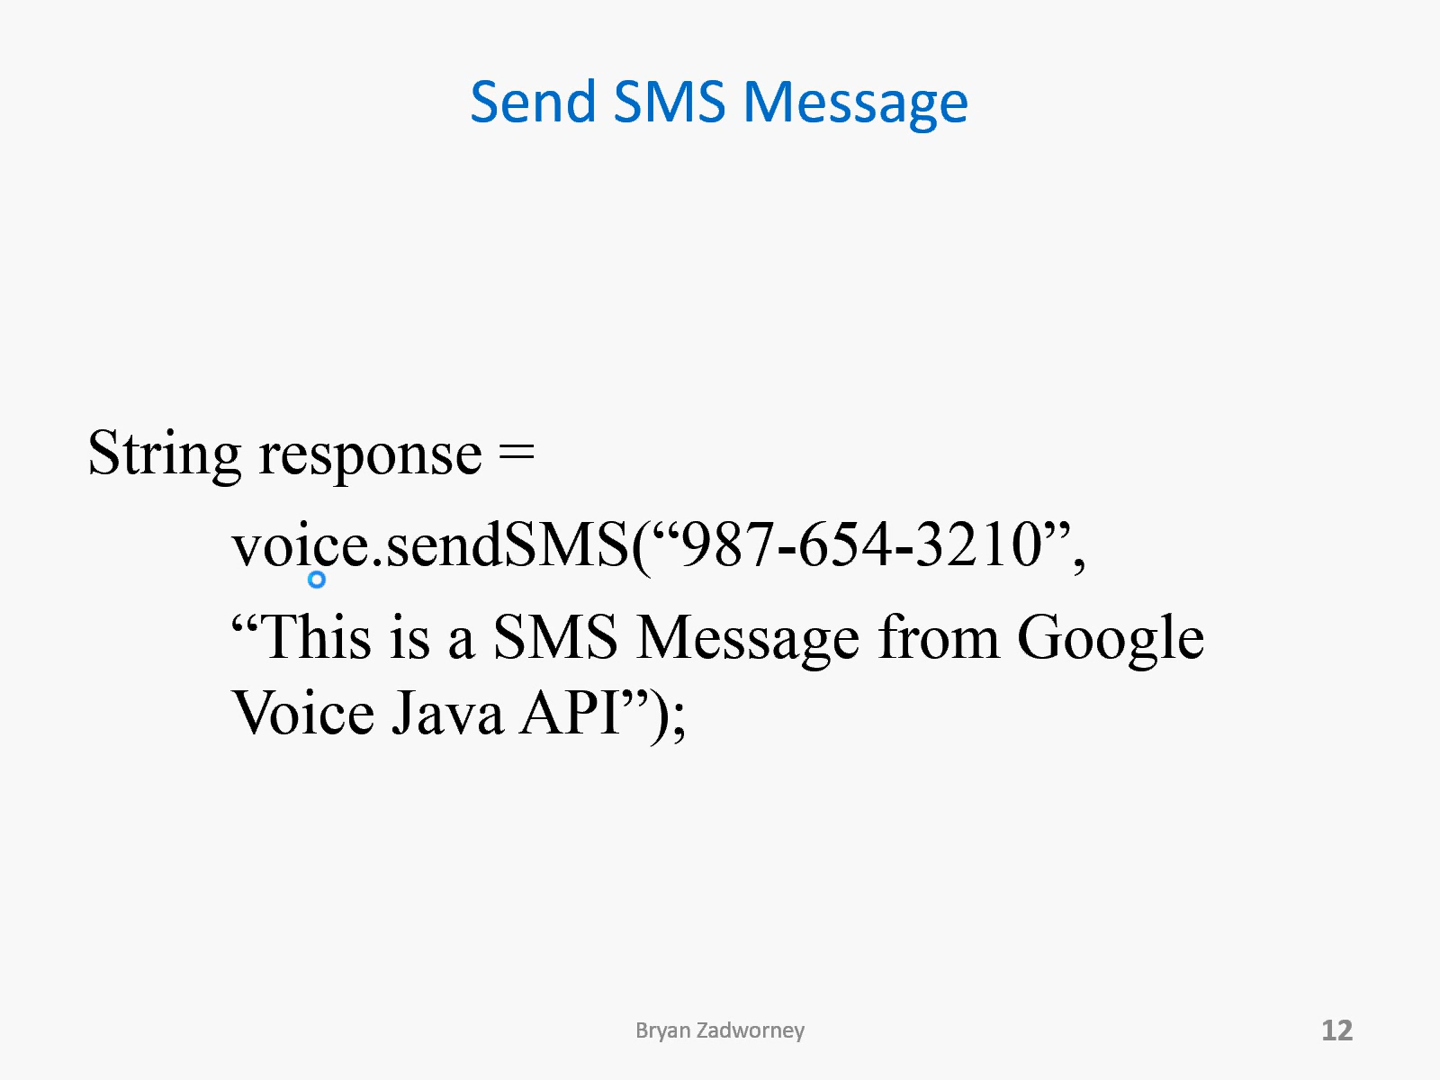 Send SMS Message
String response =
voice.sendSMS(“987-654-3210”,
“This is a SMS Message from Google
Voice Java API”);
Bryan Zadworney
12